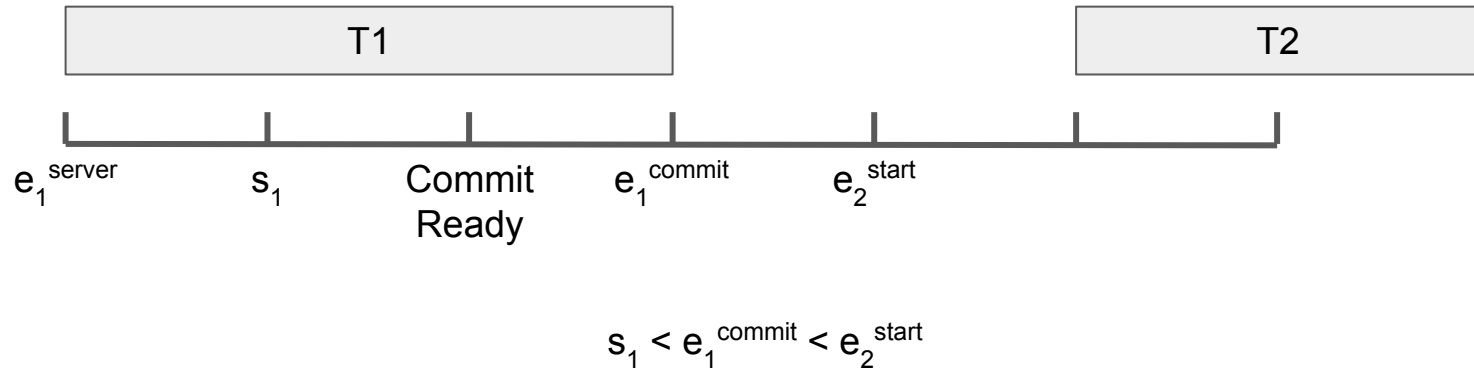 T1 T2
e₁ˢᵉʳᵛᵉʳ s₁ Commit e₁ᶜᵒᵐᵐⁱᵗ e₂ˢᵗᵃʳᵗ
Ready
s₁ < e₁ᶜᵒᵐᵐⁱᵗ < e₂ˢᵗᵃʳᵗ